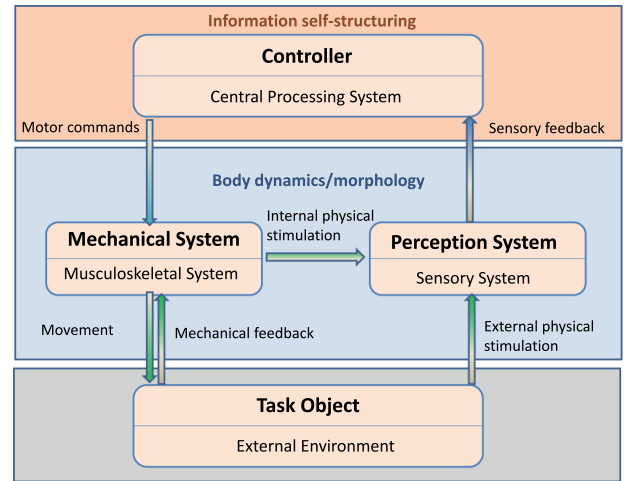 Information self-structuring
Controller
Central Processing System
Motor commands
Sensory feedback
Body dynamics/morphology
Internal physical
stimulation
Mechanical System
Musculoskeletal System
Perception System
Sensory System
Movement
Mechanical feedback
External physical
stimulation
Task Object
External Environment